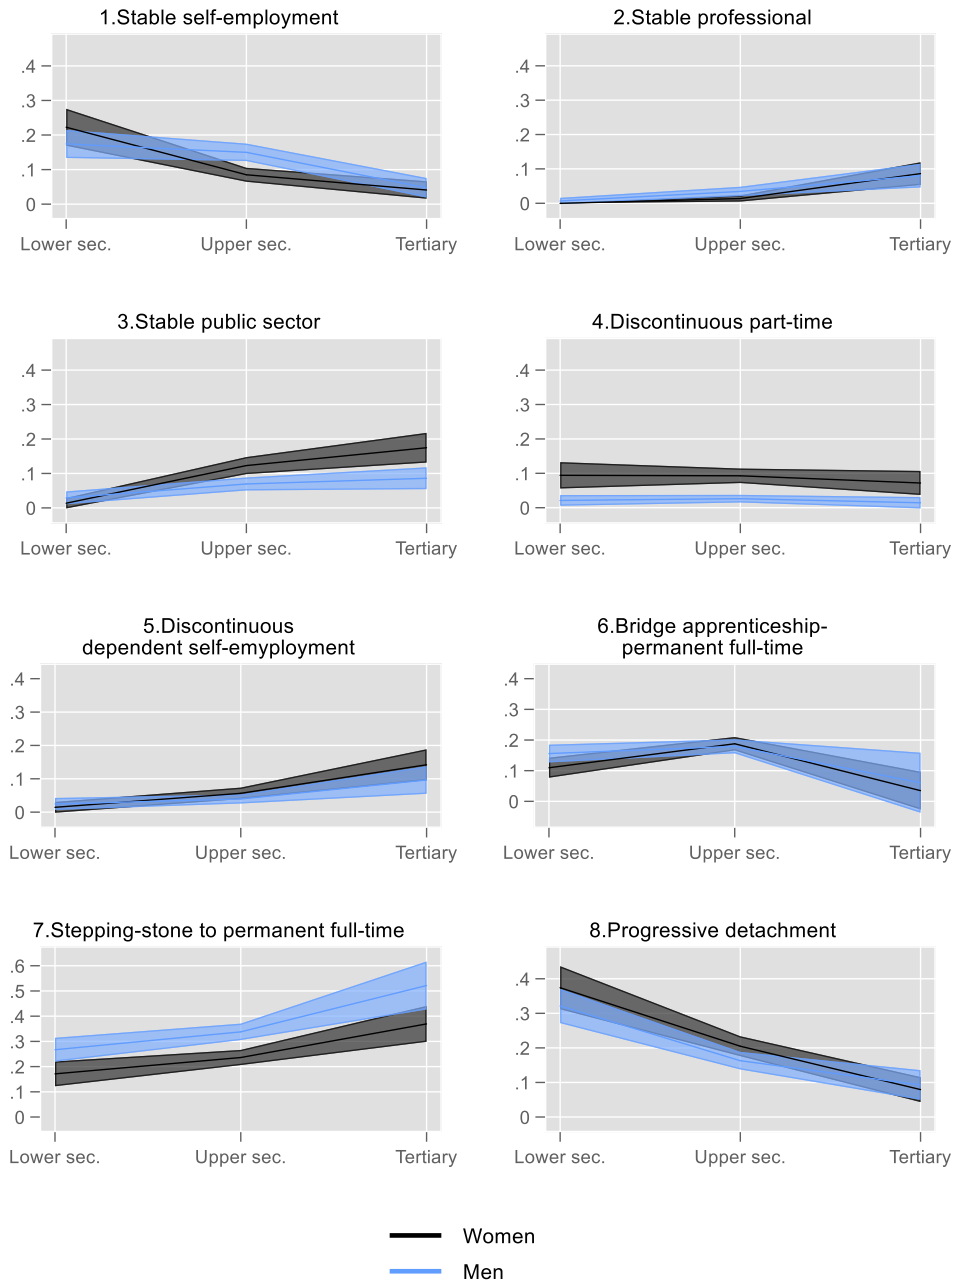 1.Stable self-employment
2.Stable professional
.4
.3
.2
.1
0
Lower sec.
Upper sec.
Tertiary
.4
.3
.2
.1
0
Lower sec.
Upper sec.
Tertiary
3.Stable public sector
4.Discontinuous part-time
.4
.3
.2
.1
0
Lower sec.
Upper sec.
Tertiary
.4
.3
.2
.1
0
Lower sec.
Upper sec.
Tertiary
5.Discontinuous
dependent self-emyployment
6.Bridge apprenticeship-
permanent full-time
.4
.3
.2
.1
0
Lower sec.
Upper sec.
Tertiary
.4
.3
.2
.1
0
Lower sec.
Upper sec.
Tertiary
7.Stepping-stone to permanent full-time
8.Progressive detachment
.6
.5
.4
.3
.2
.1
0
Lower sec.
Upper sec.
Tertiary
.4
.3
.2
.1
0
Lower sec.
Upper sec.
Tertiary
Women
Men